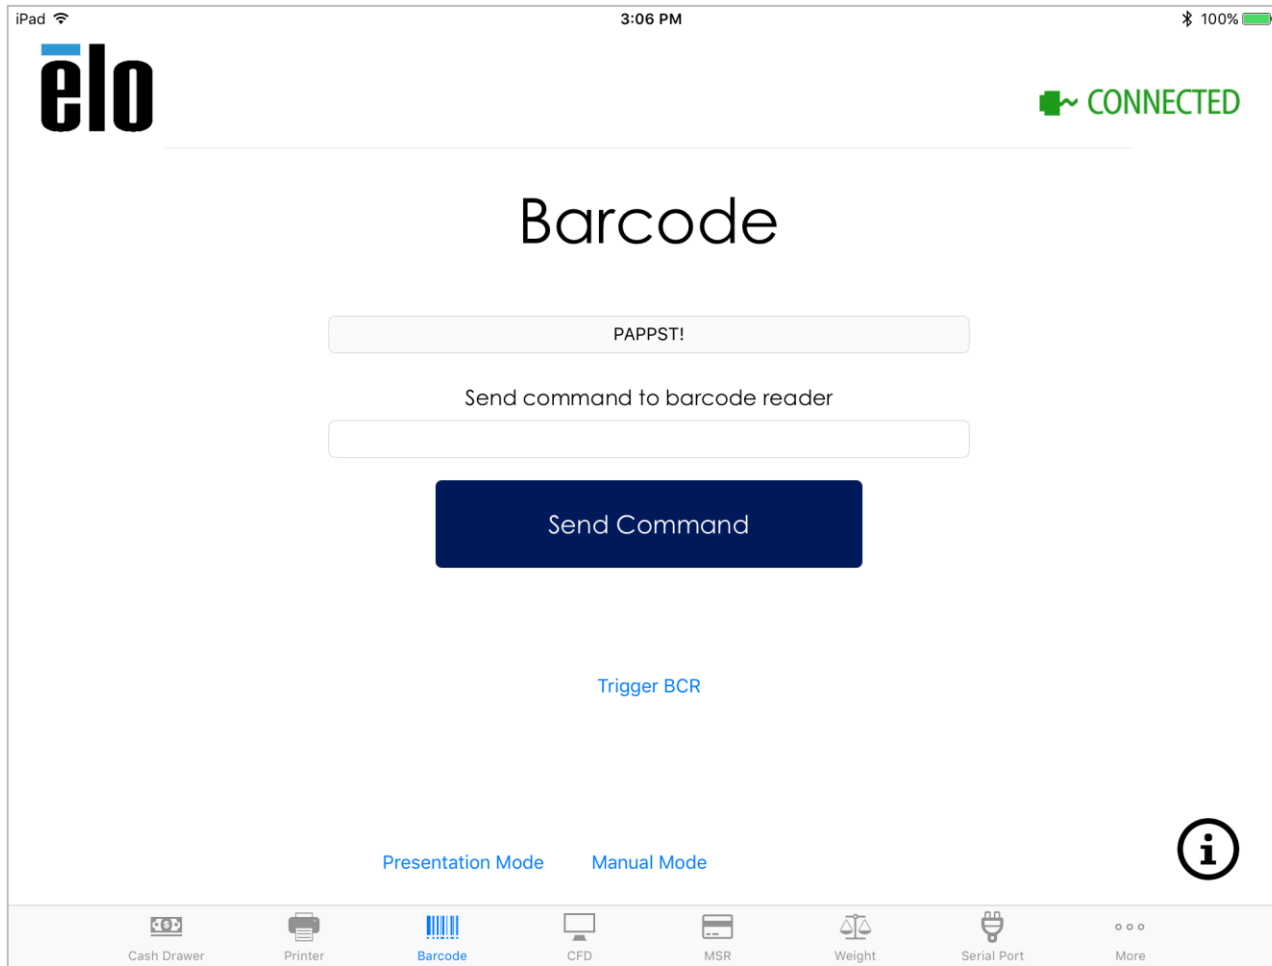 iPad 3:06 PM 100%
ēlo
CONNECTED
Barcode
PAPPST!
Send command to barcode reader
Send Command
Trigger BCR
Presentation Mode Manual Mode
i
Cash Drawer Printer Barcode CFD MSR Weight Serial Port More